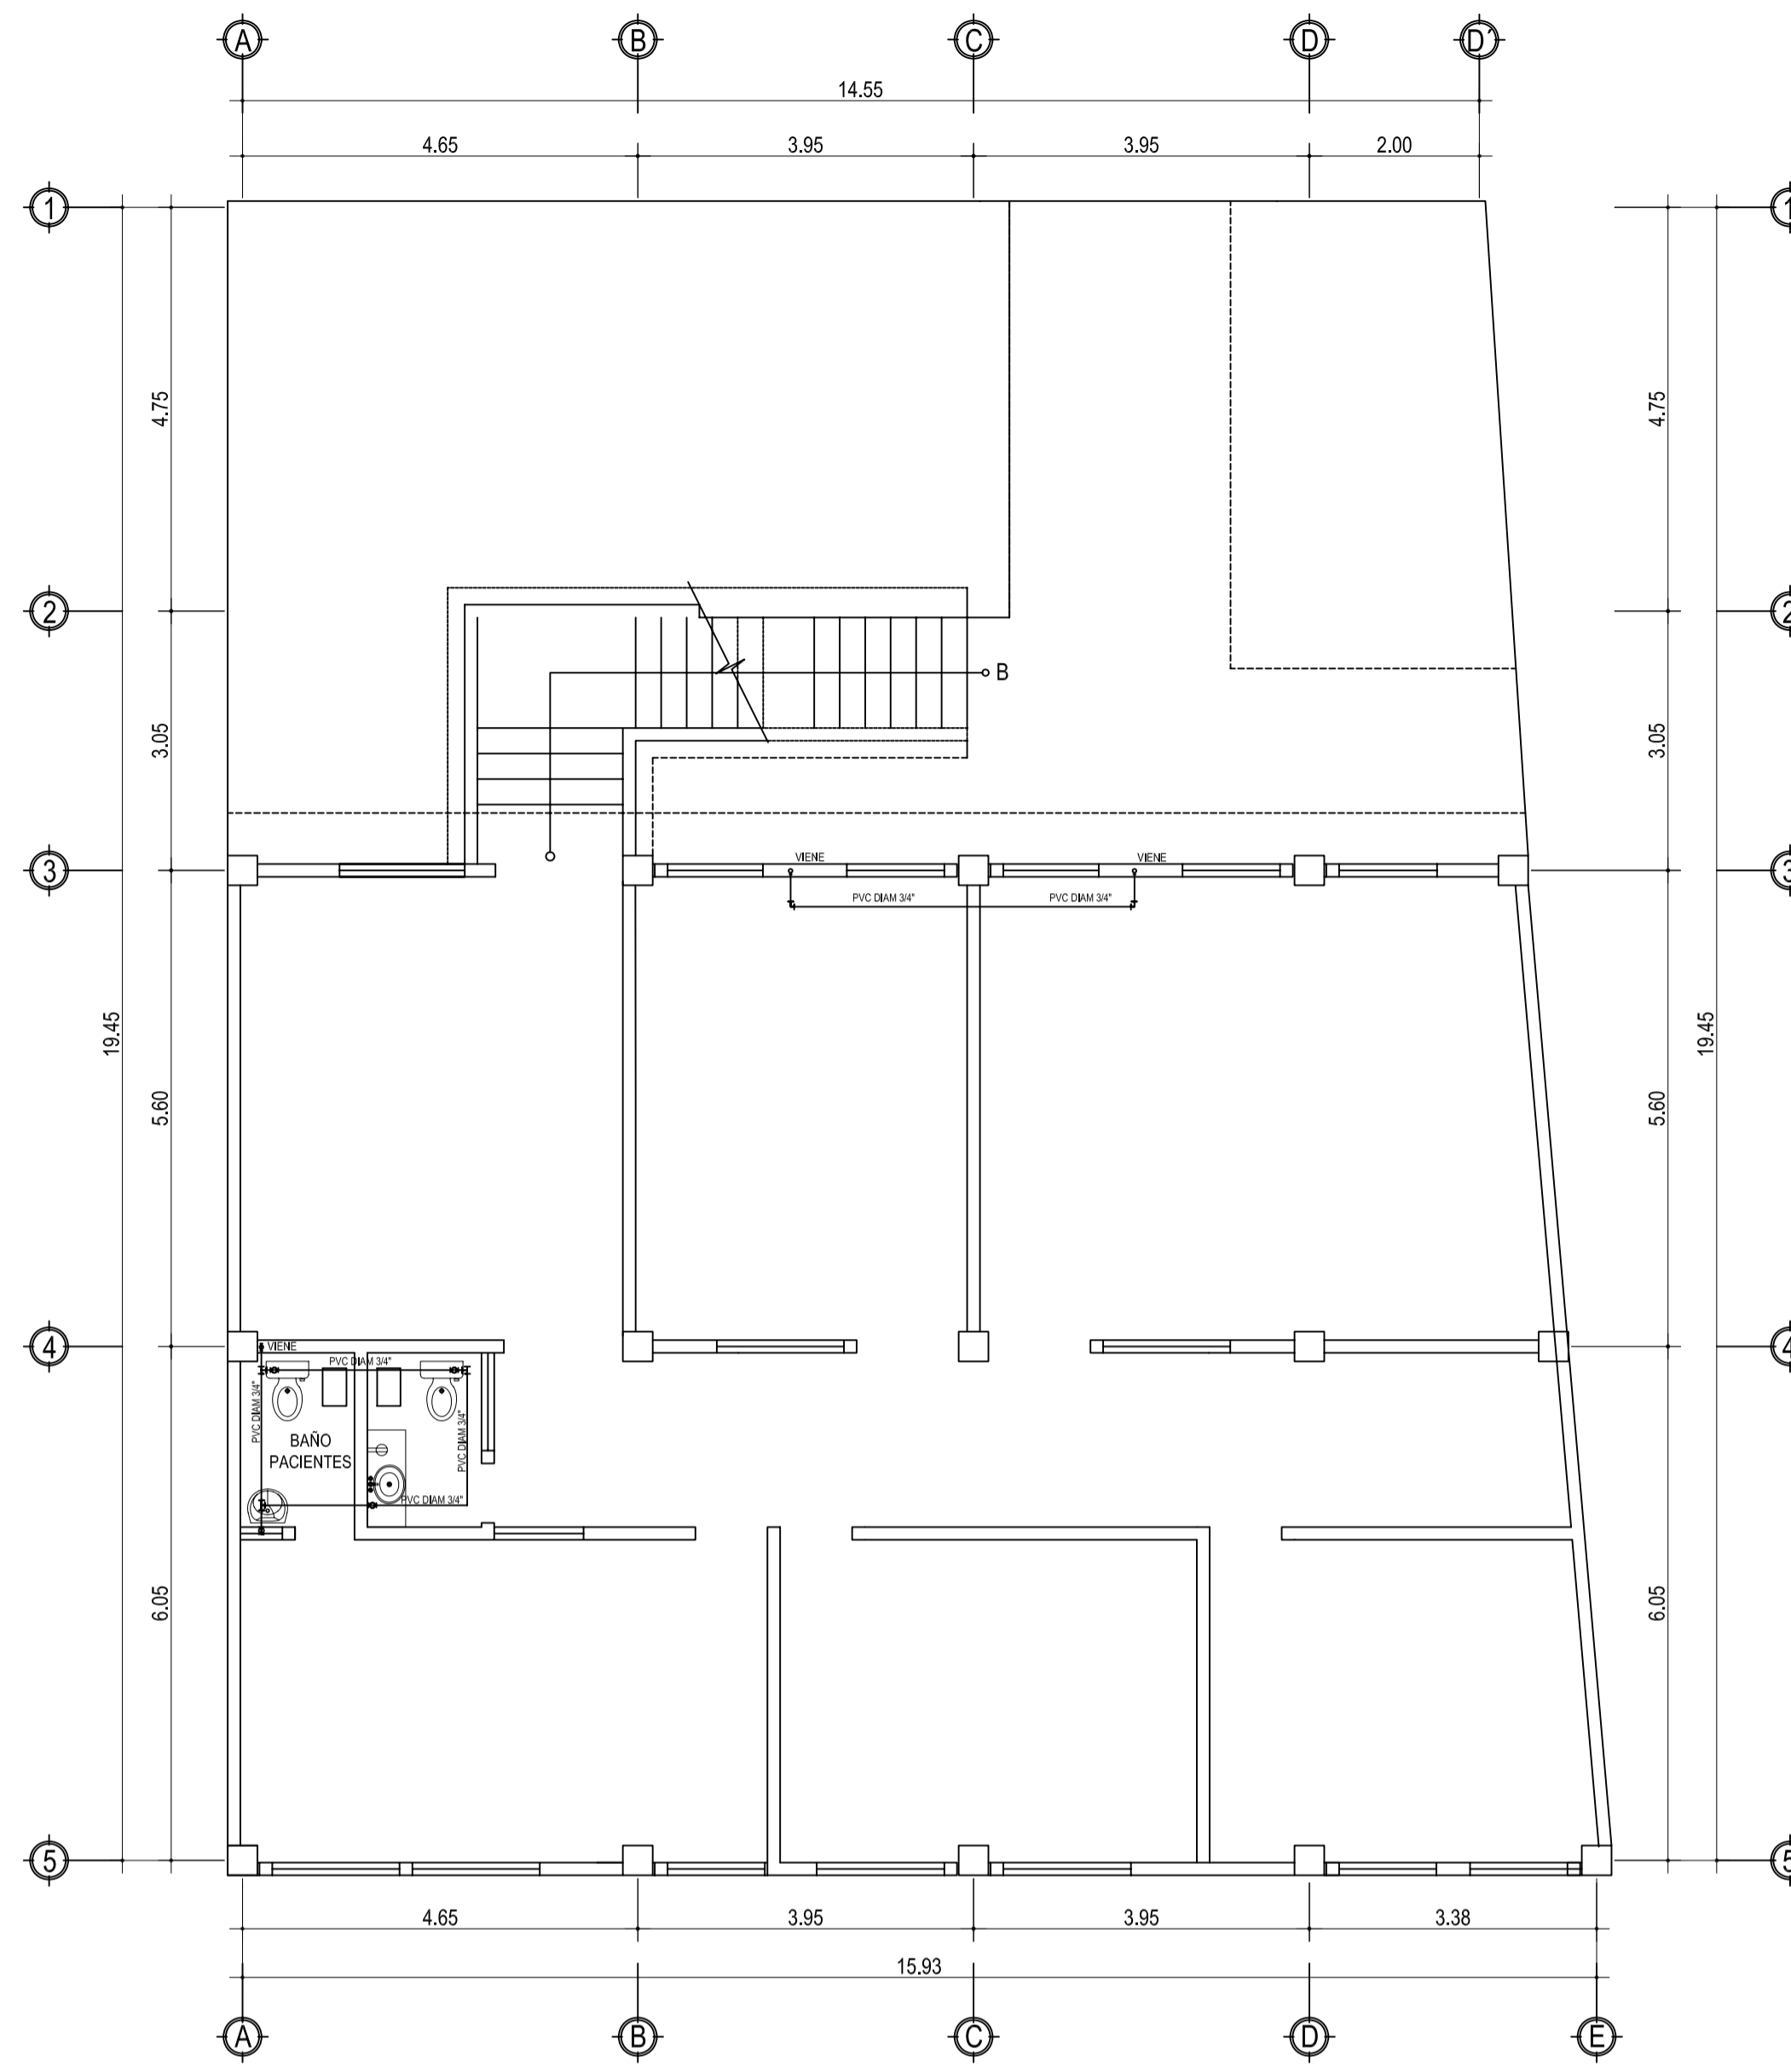 A B C D D´
14.55
4.65 3.95 3.95 2.00
1 1
4.75 4.75
2 2
B
3.05 3.05
3 VIENE VIENE 3
PVC DIAM 3/4" PVC DIAM 3/4"
19.45 19.45
5.60 5.60
4 VIENE 4
PVC DIAM 3/4"
PVC DIAM 3/4"
PVC DIAM 3/4"
BAÑO
PACIENTES
PVC DIAM 3/4"
6.05 6.05
5 5
4.65 3.95 3.95 3.38
15.93
A B C D E